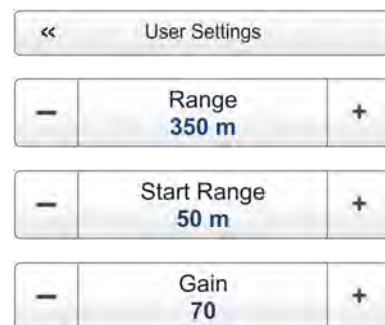 « User Settings
− Range +
350 m
− Start Range +
50 m
− Gain +
70